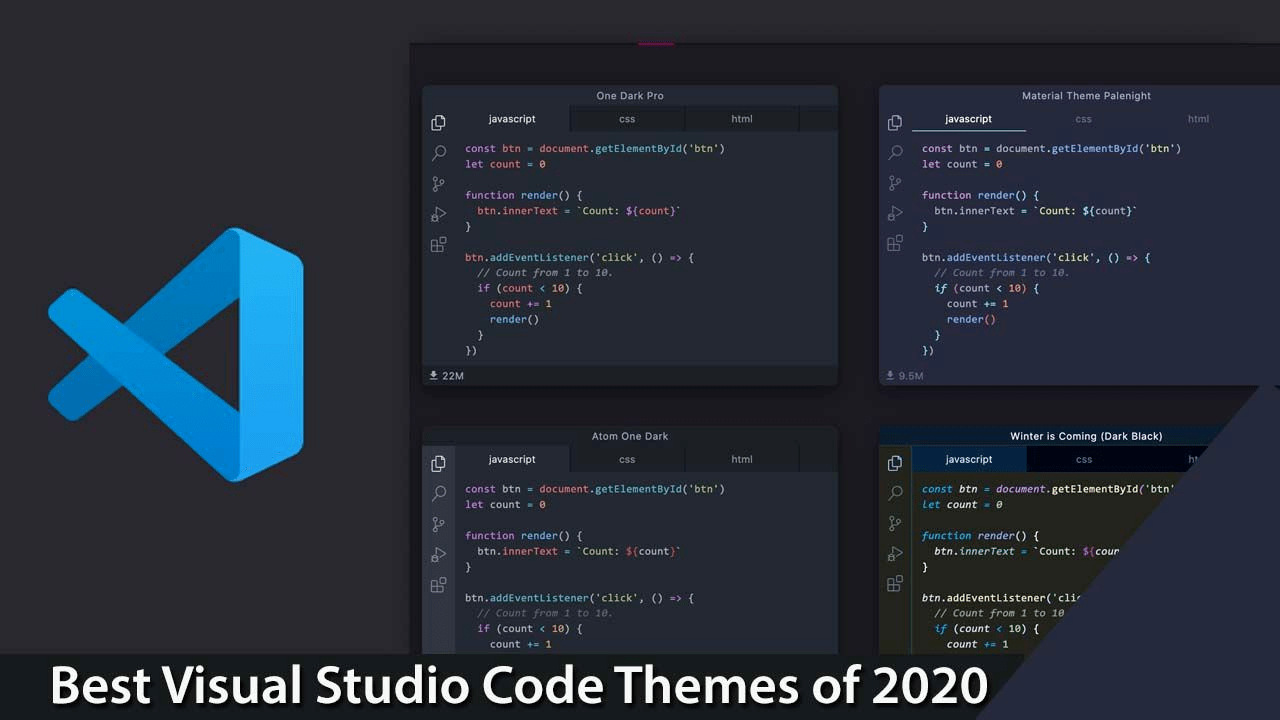 One Dark Pro
javascript css html
const btn = document.getElementById('btn')
let count = 0
function render() {
btn.innerText = `Count: ${count}`
}
btn.addEventListener('click', () => {
// Count from 1 to 10.
if (count < 10) {
count += 1
render()
}
})
22M
Material Theme Palenight
javascript css html
const btn = document.getElementById('btn')
let count = 0
function render() {
btn.innerText = `Count: ${count}`
}
btn.addEventListener('click', () => {
// Count from 1 to 10.
if (count < 10) {
count += 1
render()
}
})
9.5M
Atom One Dark
javascript css html
const btn = document.getElementById('btn')
let count = 0
function render() {
btn.innerText = `Count: ${count}`
}
btn.addEventListener('click', () => {
// Count from 1 to 10.
if (count < 10) {
count += 1
Winter is Coming (Dark Black)
javascript css
const btn = document.getElementById('btn'
let count = 0
function render() {
btn.innerText = `Count: ${coun
}
btn.addEventListener('clic
// Count from 1 to 10
if (count < 10) {
count += 1
Best Visual Studio Code Themes of 2020